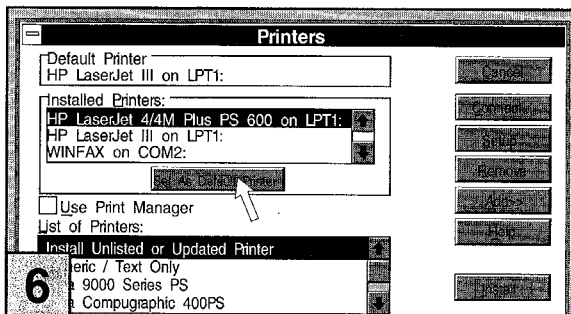 Printers
Default Printer
HP LaserJet III on LPT1:
Installed Printers:
HP LaserJet 4/4M Plus PS 600 on LPT1:
HP LaserJet III on LPT1:
WINFAX on COM2:
Set As Default Printer
Use Print Manager
List of Printers:
Install Unlisted or Updated Printer
eric / Text Only
a 9000 Series PS
a Compugraphic 400PS
Cancel
Connect...
Setup...
Remove
Add >>
Help
Install...
6